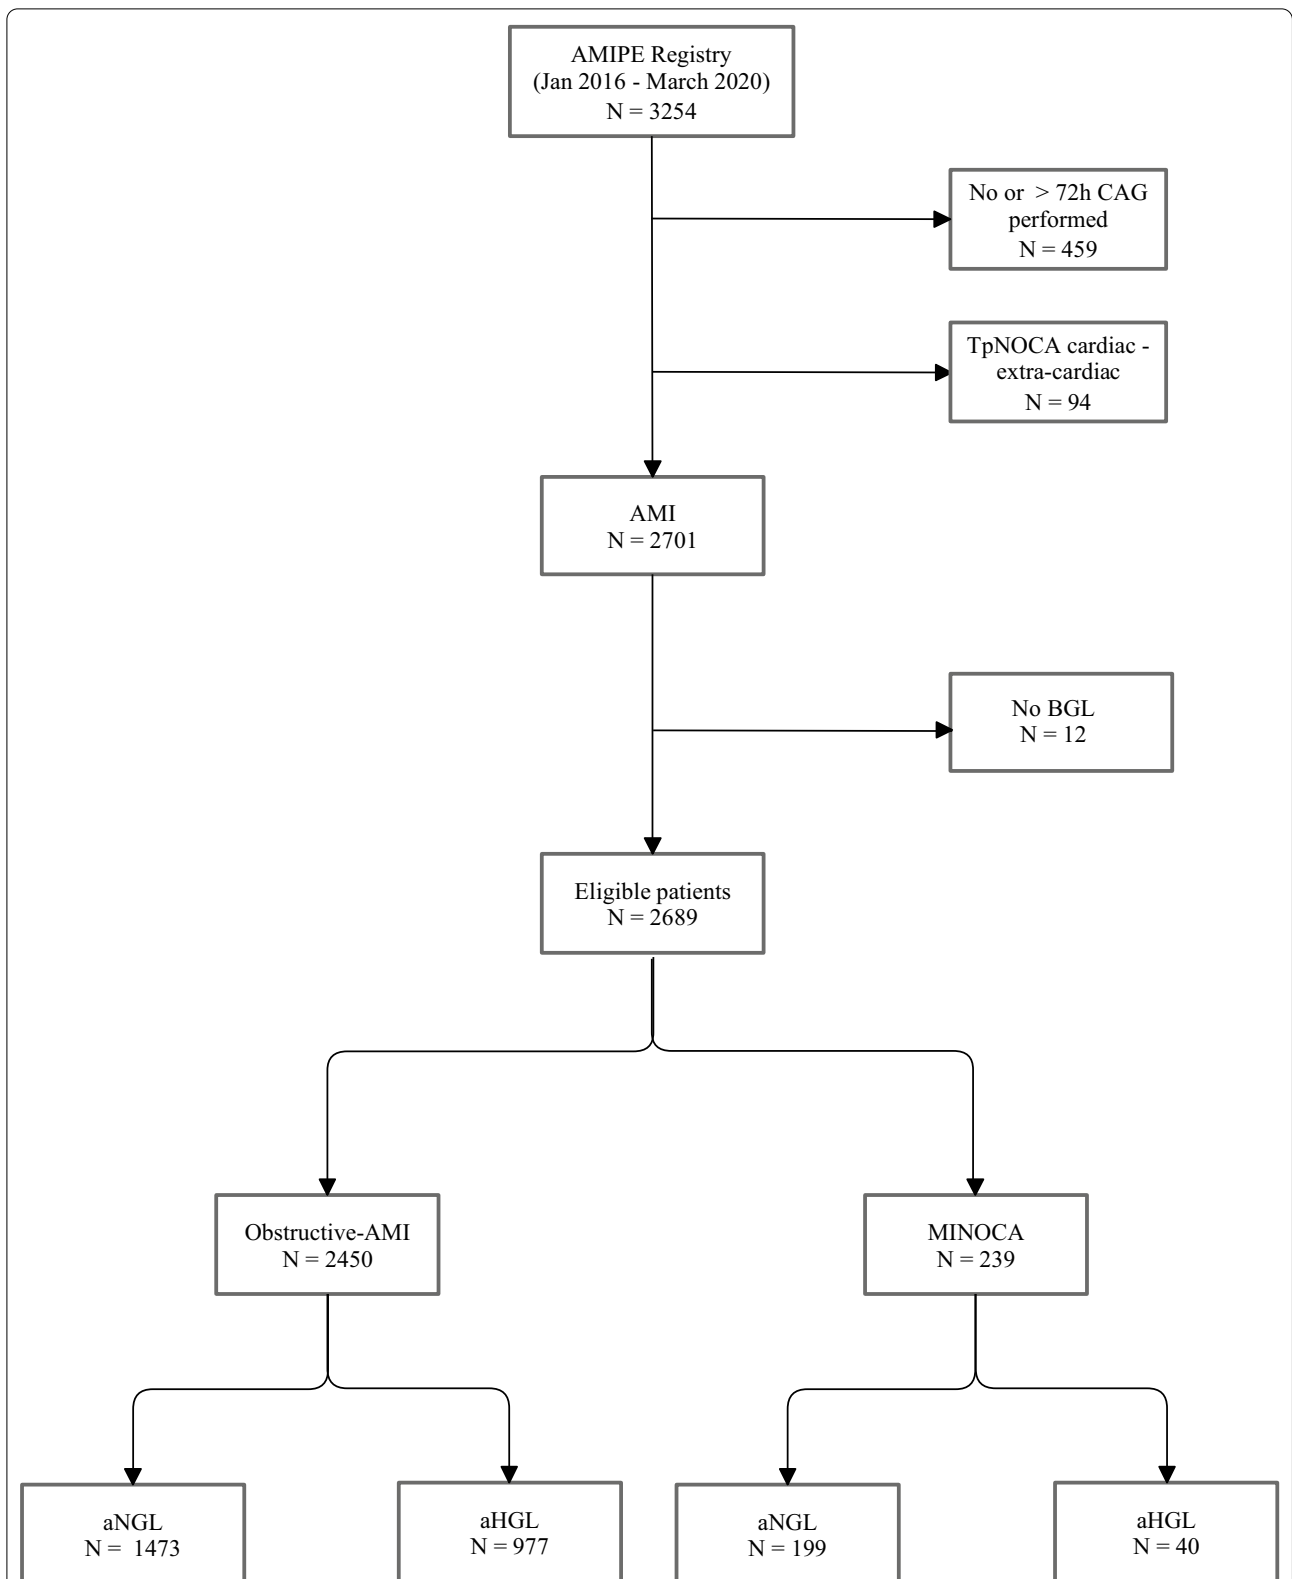 AMIPE Registry
(Jan 2016 - March 2020)
N = 3254
No or > 72h CAG
performed
N = 459
TpNOCA cardiac -
extra-cardiac
N = 94
AMI
N = 2701
No BGL
N = 12
Eligible patients
N = 2689
Obstructive-AMI
N = 2450
MINOCA
N = 239
aNGL
N = 1473
aHGL
N = 977
aNGL
N = 199
aHGL
N = 40